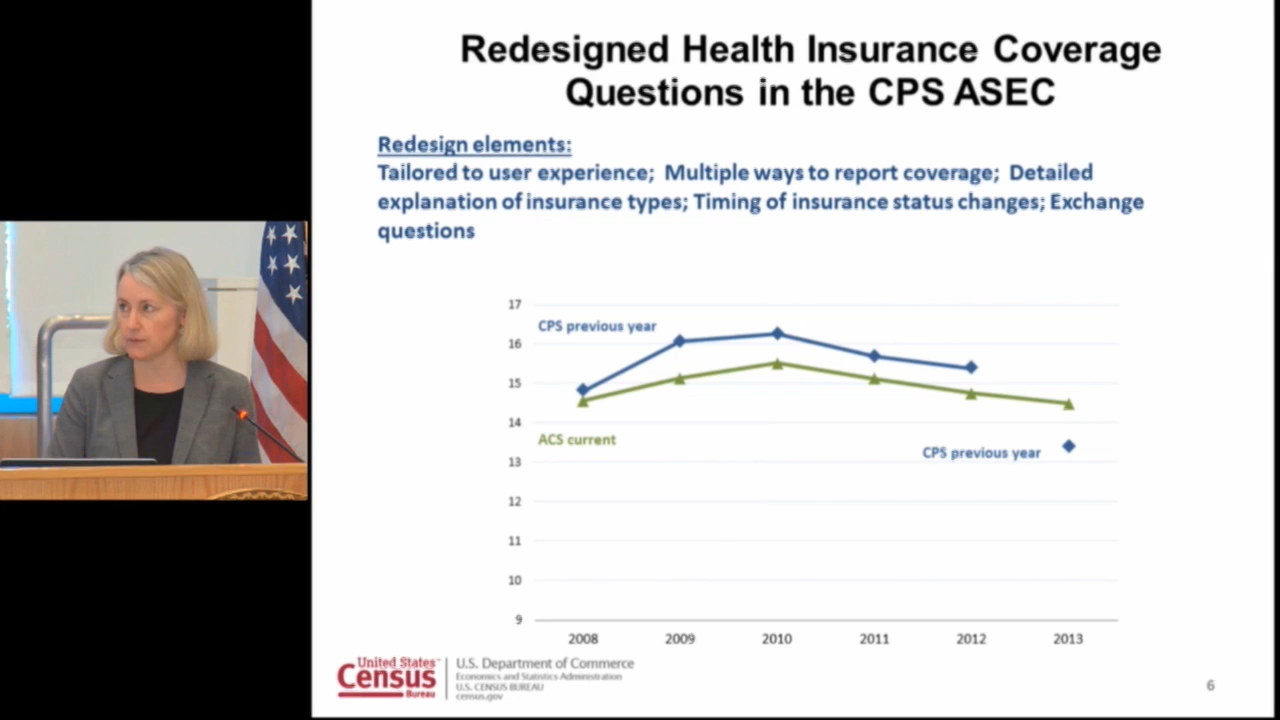 Redesigned Health Insurance Coverage
Questions in the CPS ASEC
Redesign elements:
Tailored to user experience; Multiple ways to report coverage; Detailed
explanation of insurance types; Timing of insurance status changes; Exchange
questions
17
CPS previous year
16
15
14
ACS current
CPS previous year
13
12
11
10
9
2008 2009 2010 2011 2012 2013
United States™
Census
Bureau
U.S. Department of Commerce
Economics and Statistics Administration
U.S. CENSUS BUREAU
census.gov
6